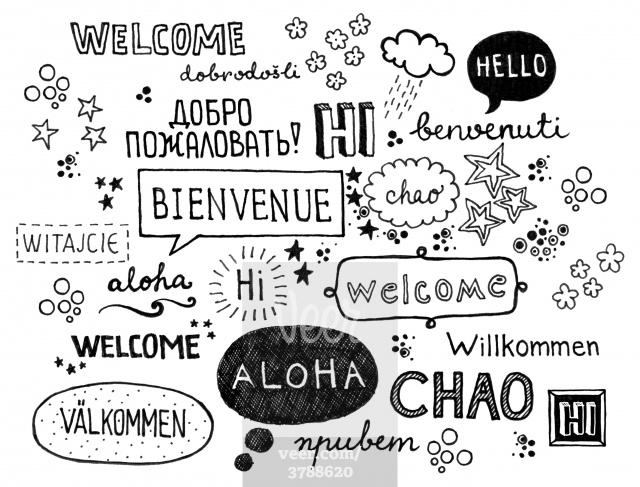 WELCOME
dobrodošli
HELLO
ДОБРО
ПОЖАЛОВАТЬ!
HI
benvenuti
BIENVENUE
chao
WITAJCIE
aloha
Hi
welcome
veer
WELCOME
Willkommen
ALOHA
CHAO
VÄLKOMMEN
HI
привет
veer.com/
3788620